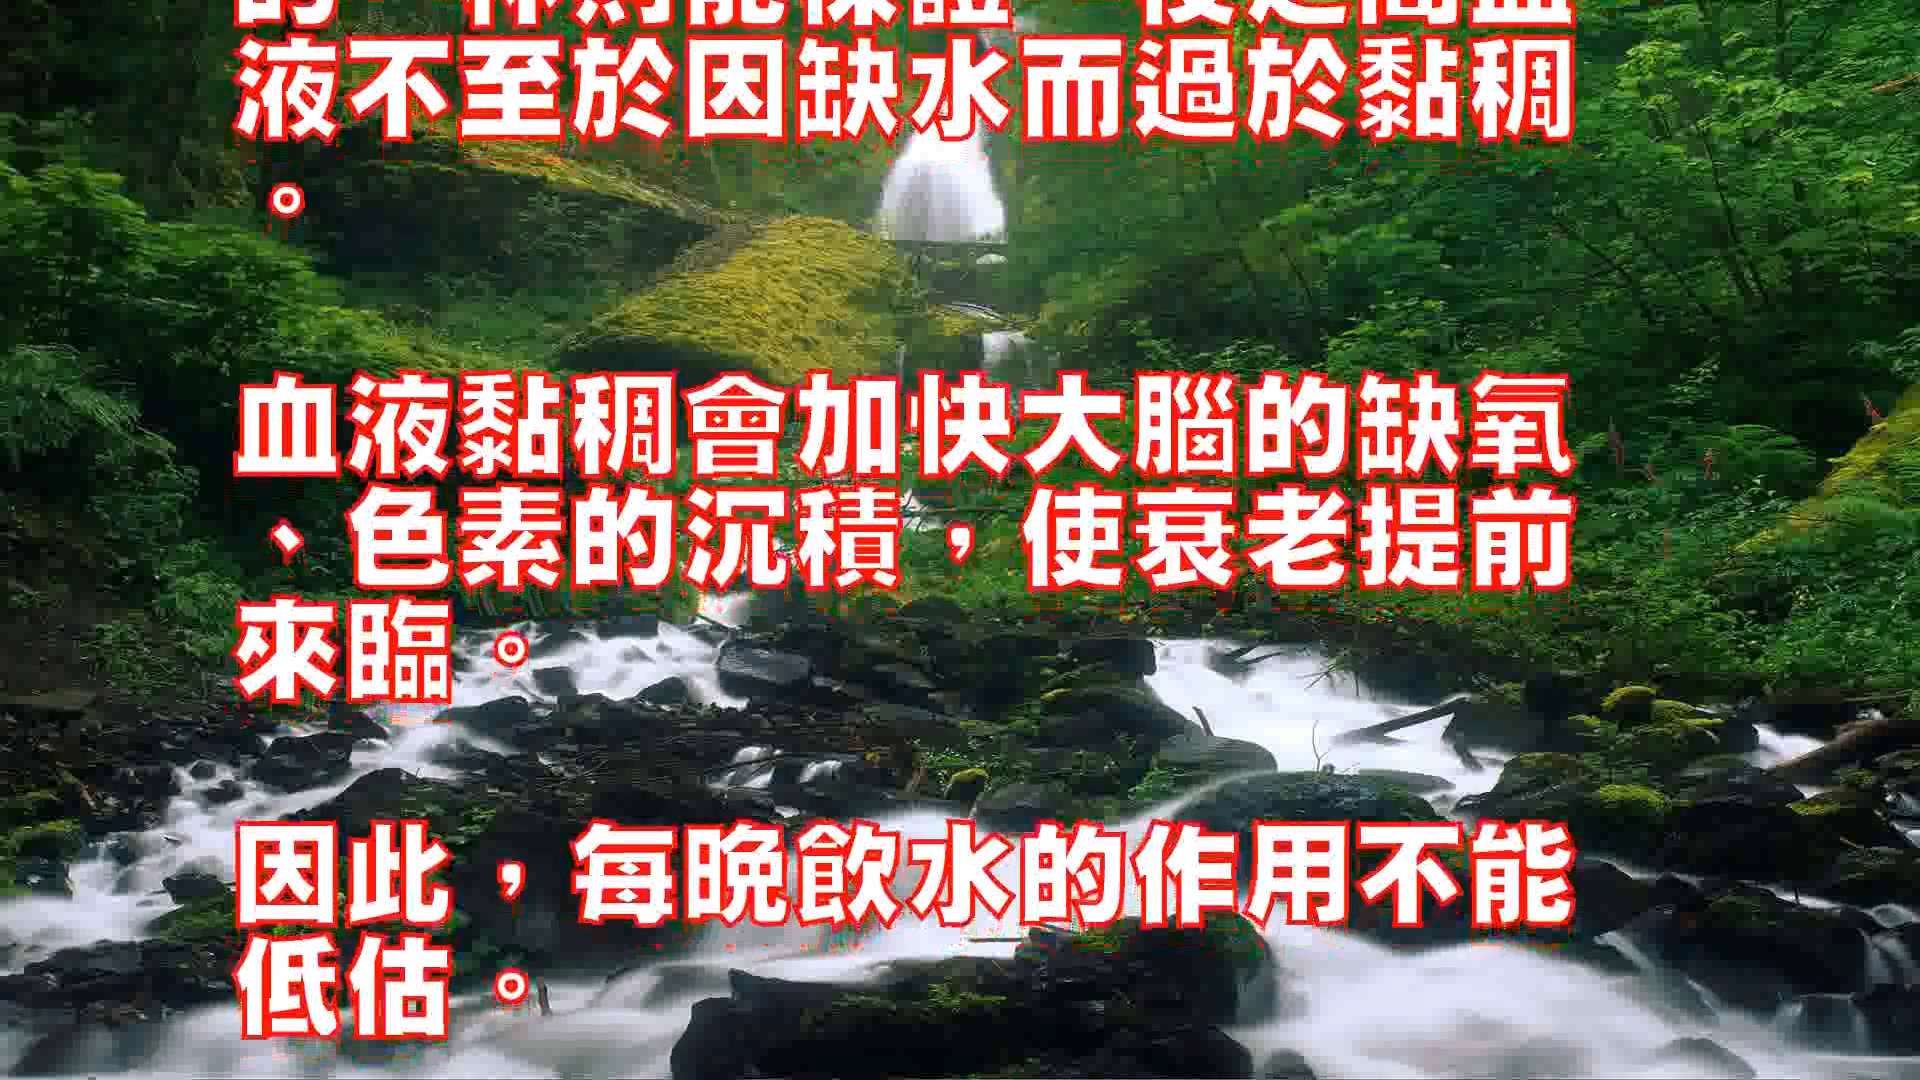 液不至於因缺水而過於黏稠
。
血液黏稠會加快大腦的缺氧
、色素的沉積，使衰老提前
來臨。
因此，每晚飲水的作用不能
低估。